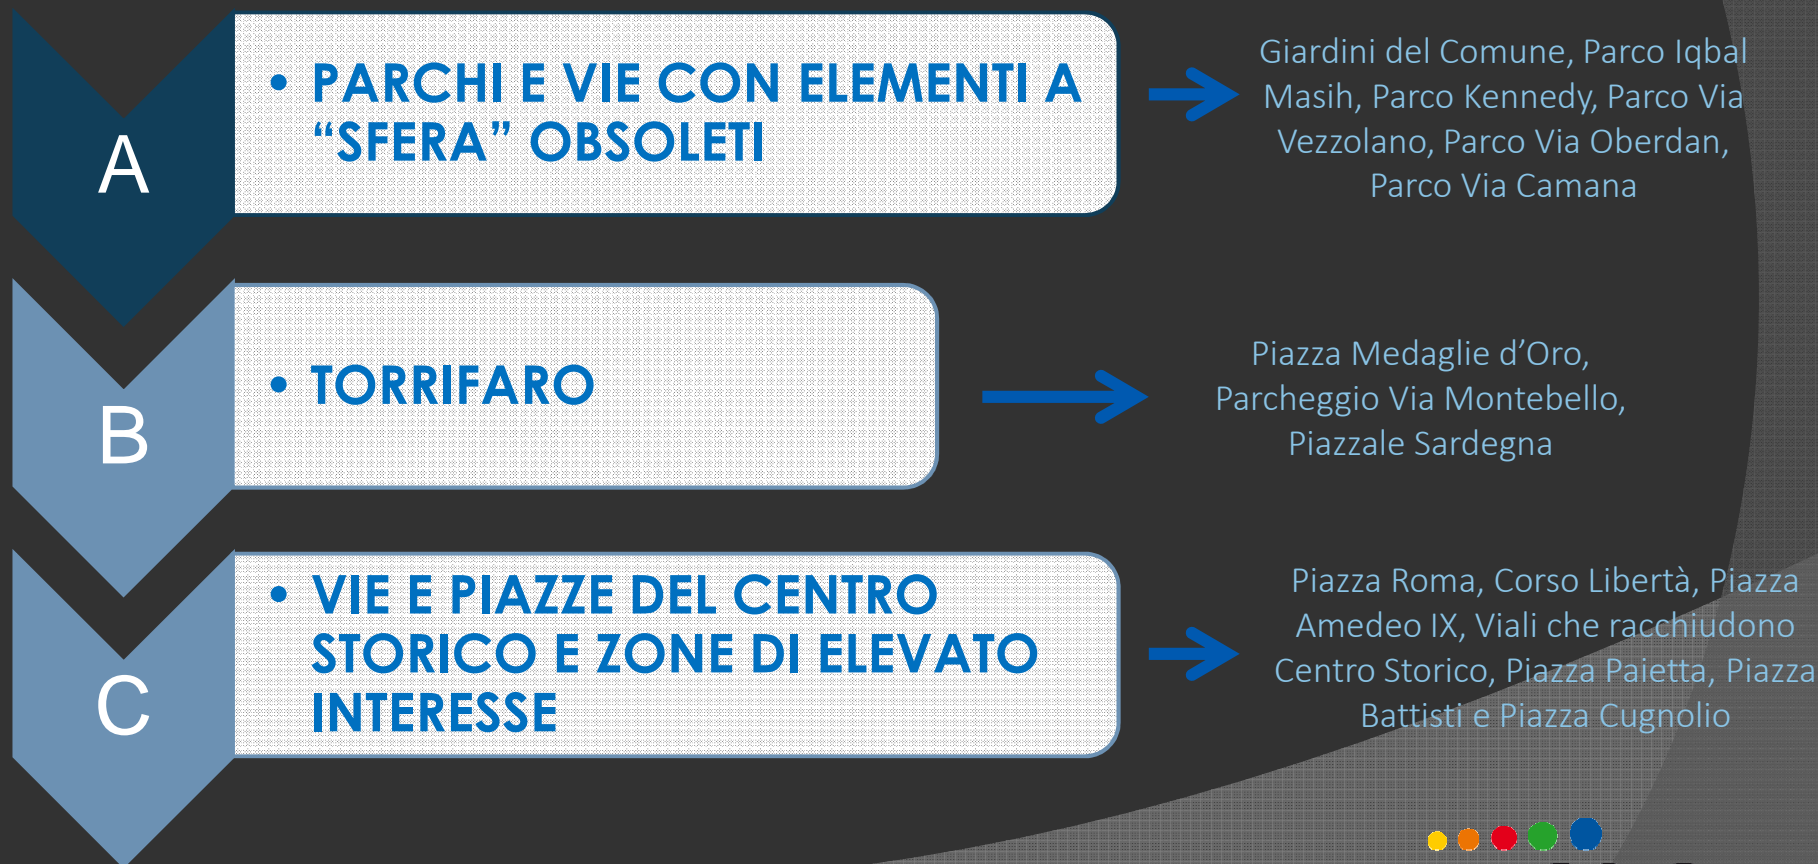 A
• PARCHI E VIE CON ELEMENTI A
“SFERA” OBSOLETI
Giardini del Comune, Parco Iqbal
Masih, Parco Kennedy, Parco Via
Vezzolano, Parco Via Oberdan,
Parco Via Camana
B
• TORRIFARO
Piazza Medaglie d’Oro,
Parcheggio Via Montebello,
Piazzale Sardegna
C
• VIE E PIAZZE DEL CENTRO
STORICO E ZONE DI ELEVATO
INTERESSE
Piazza Roma, Corso Libertà, Piazza
Amedeo IX, Viali che racchiudono
Centro Storico, Piazza Paietta, Piazza
Battisti e Piazza Cugnolio